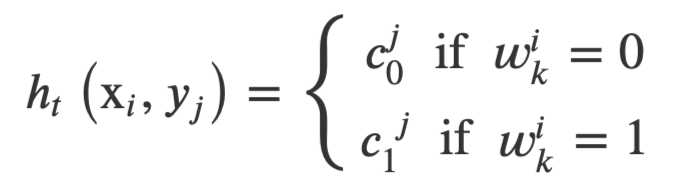 h_t (x_i, y_j) = { c_0^j if w_k^i = 0
c_1^j if w_k^i = 1